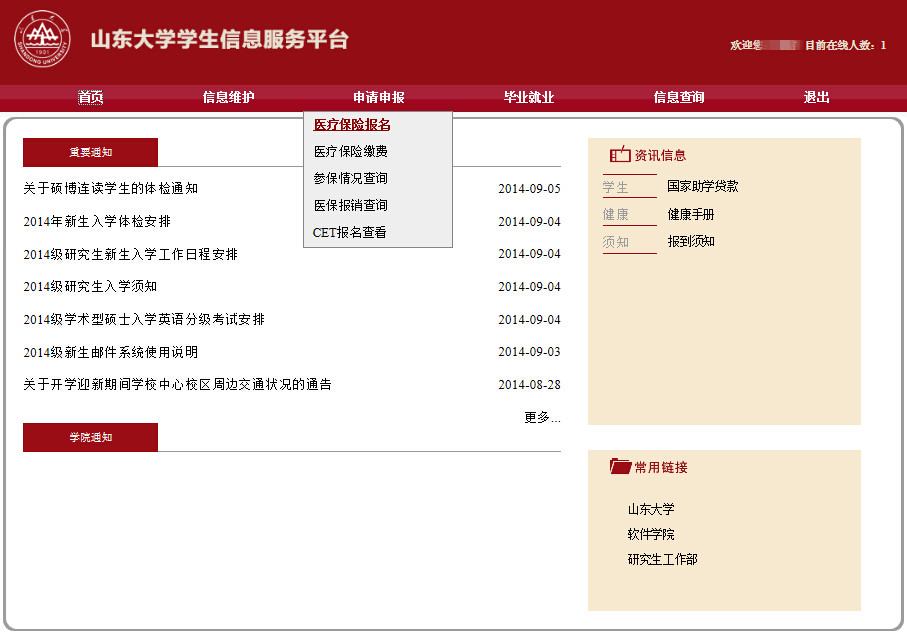 山东大学学生信息服务平台
欢迎您 目前在线人数：1
SHANDONG UNIVERSITY
1901
首页 信息维护 申请申报 毕业就业 信息查询 退出
医疗保险报名
医疗保险缴费
参保情况查询
医保报销查询
CET报名查看
重要通知
关于硕博连读学生的体检通知 2014-09-05
2014年新生入学体检安排 2014-09-04
2014级研究生新生入学工作日程安排 2014-09-04
2014级研究生入学须知 2014-09-04
2014级学术型硕士入学英语分级考试安排 2014-09-04
2014级新生邮件系统使用说明 2014-09-03
关于开学迎新期间学校中心校区周边交通状况的通告 2014-08-28
更多...
学院通知
资讯信息
学生 国家助学贷款
健康 健康手册
须知 报到须知
常用链接
山东大学
软件学院
研究生工作部